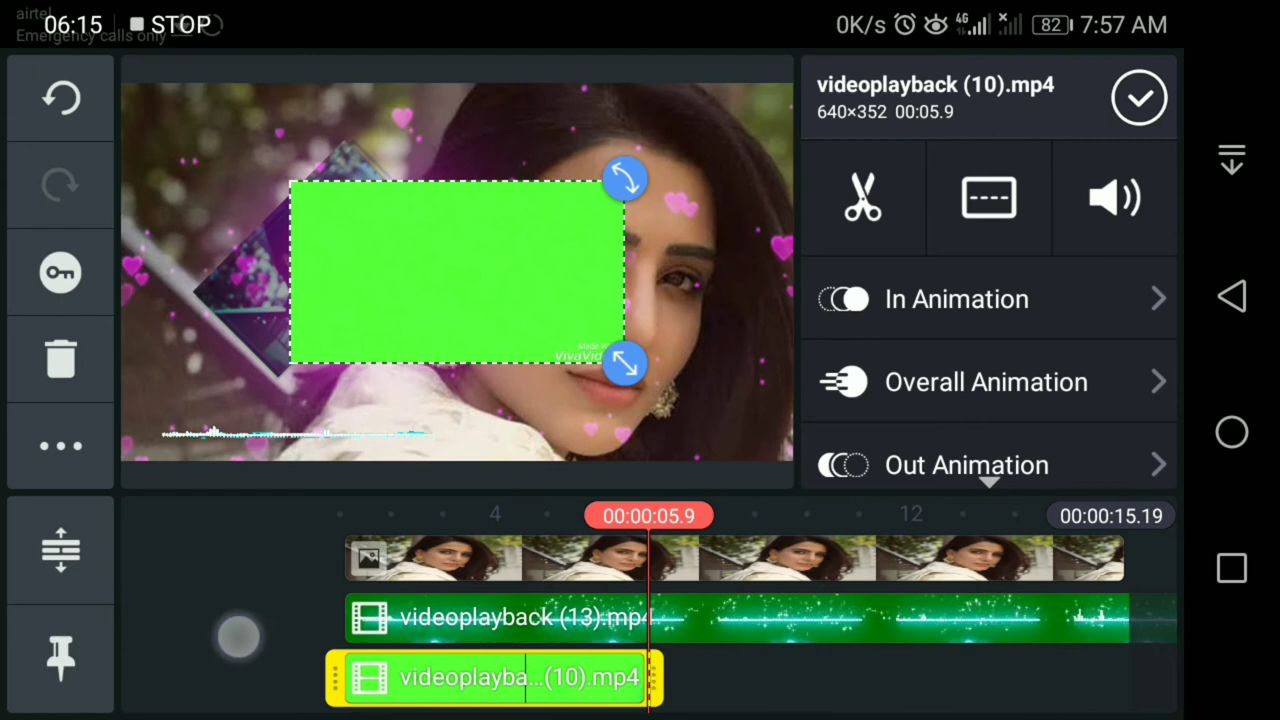 airtel
Emergency calls only
06:15 STOP
0K/s 4G 82 7:57 AM
videoplayback (10).mp4
640×352 00:05.9
In Animation
Overall Animation
Out Animation
VivaVid
4 00:00:05.9 12 00:00:15.19
videoplayback (13).mp4
videoplayba...(10).mp4